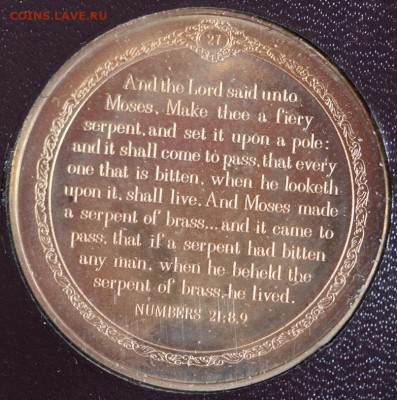 COINS.LAVE.RU
27
And the Lord said unto
Moses, Make thee a fiery
serpent, and set it upon a pole:
and it shall come to pass, that every
one that is bitten, when he looketh
upon it, shall live. And Moses made
a serpent of brass...and it came to
pass, that if a serpent had bitten
any man, when he beheld the
serpent of brass, he lived.
NUMBERS 21:8,9